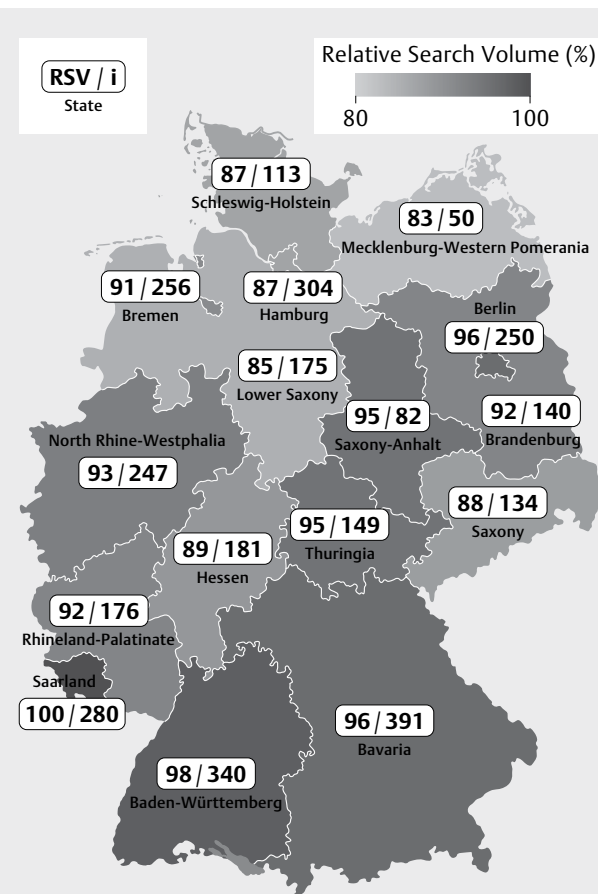 RSV / i
State
Relative Search Volume (%)
80 100
87 / 113
Schleswig-Holstein
83 / 50
Mecklenburg-Western Pomerania
91 / 256
Bremen
87 / 304
Hamburg
Berlin
96 / 250
85 / 175
Lower Saxony
95 / 82
Saxony-Anhalt
92 / 140
Brandenburg
North Rhine-Westphalia
93 / 247
88 / 134
Saxony
95 / 149
Thuringia
89 / 181
Hessen
92 / 176
Rhineland-Palatinate
Saarland
100 / 280
96 / 391
Bavaria
98 / 340
Baden-Württemberg